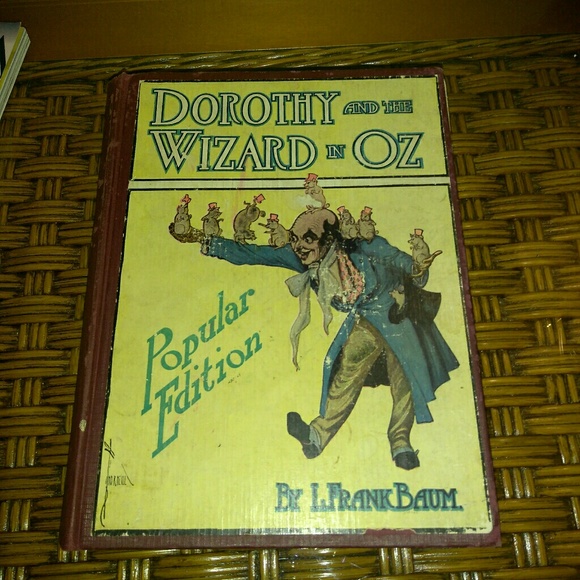 DOROTHY AND THE
WIZARD IN OZ
Popular
Edition
BY L. FRANK BAUM.